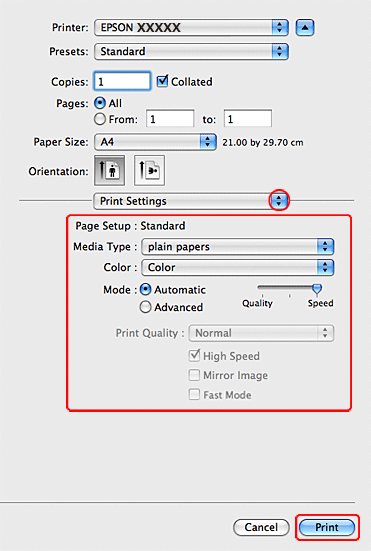 Printer: EPSON XXXXX
Presets: Standard
Copies: 1 Collated
Pages: All
From: 1 to: 1
Paper Size: A4 21.00 by 29.70 cm
Orientation:
Print Settings
Page Setup : Standard
Media Type : plain papers
Color : Color
Mode : Automatic
Advanced
Quality Speed
Print Quality : Normal
High Speed
Mirror Image
Fast Mode
Cancel Print